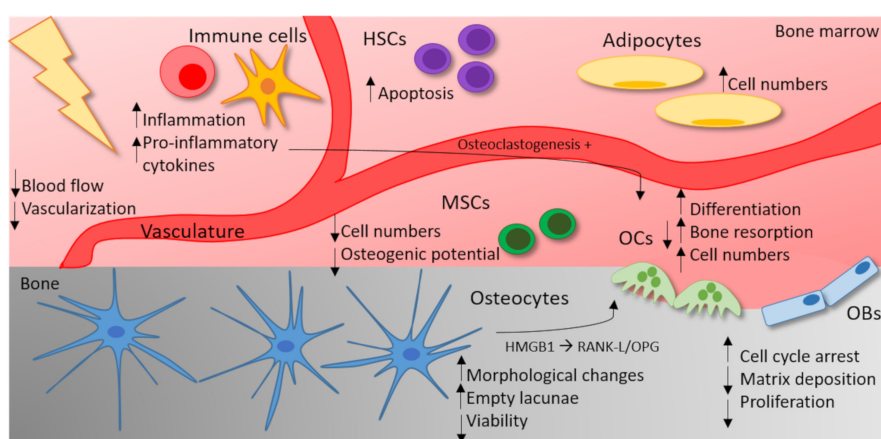 Immune cells
HSCs
Adipocytes
Bone marrow
↑ Apoptosis
↑ Cell numbers
↑ Inflammation
↑ Pro-inflammatory
cytokines
Osteoclastogenesis +
↓ Blood flow
↓ Vascularization
Vasculature
MSCs
↓ Cell numbers
↓ Osteogenic potential
OCs
↑ Differentiation
↑ Bone resorption
↑ Cell numbers
Bone
Osteocytes
HMGB1 → RANK-L/OPG
↑ Morphological changes
↑ Empty lacunae
↓ Viability
OBs
↑ Cell cycle arrest
↓ Matrix deposition
↓ Proliferation